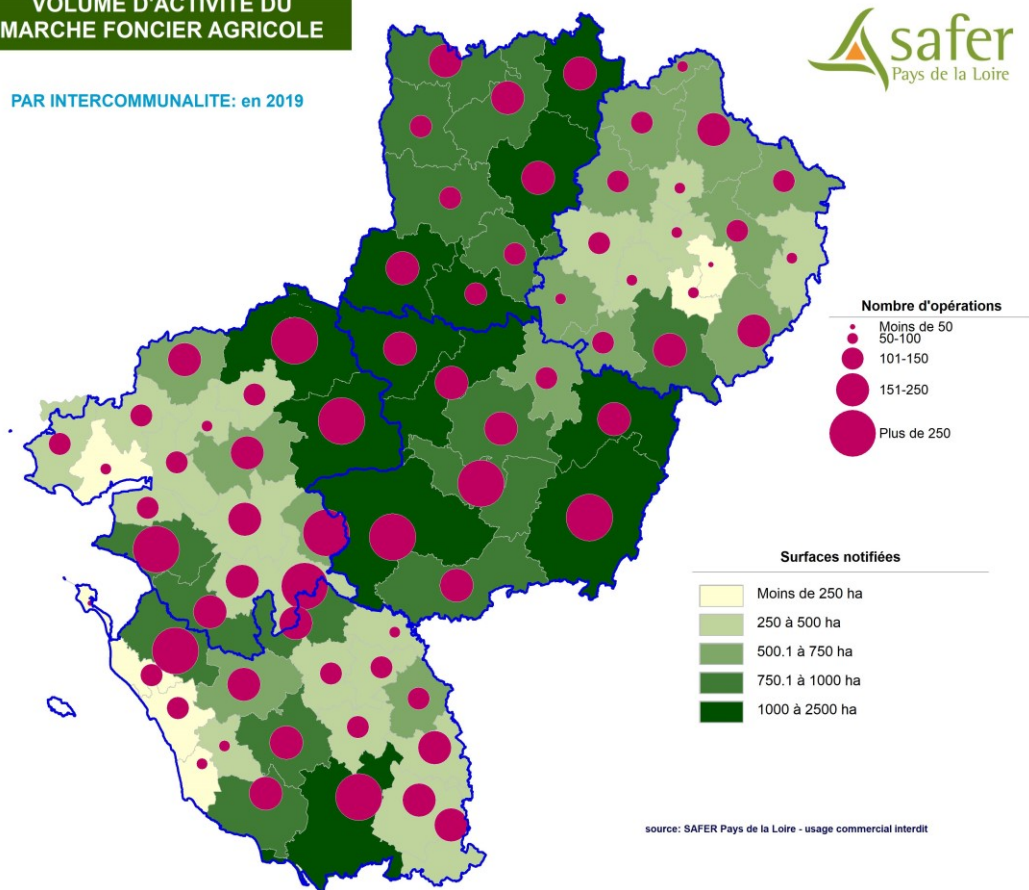 VOLUME D'ACTIVITE DU
MARCHE FONCIER AGRICOLE
PAR INTERCOMMUNALITE: en 2019
safer
Pays de la Loire
Nombre d'opérations
Moins de 50
50-100
101-150
151-250
Plus de 250
Surfaces notifiées
Moins de 250 ha
250 à 500 ha
500.1 à 750 ha
750.1 à 1000 ha
1000 à 2500 ha
source: SAFER Pays de la Loire - usage commercial interdit